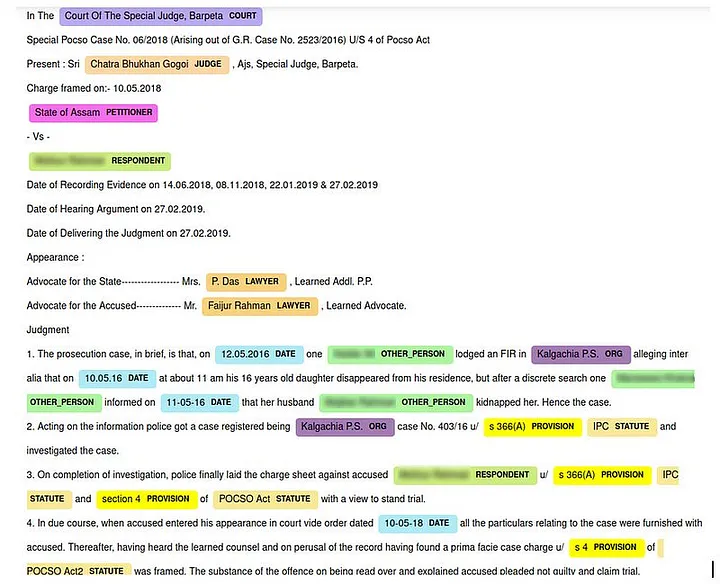 In The Court Of The Special Judge, Barpeta COURT
Special Pocso Case No. 06/2018 (Arising out of G.R. Case No. 2523/2016) U/S 4 of Pocso Act
Present : Sri Chatra Bhukhan Gogoi JUDGE , Ajs, Special Judge, Barpeta.
Charge framed on:- 10.05.2018
State of Assam PETITIONER
- Vs -
RESPONDENT
Date of Recording Evidence on 14.06.2018, 08.11.2018, 22.01.2019 & 27.02.2019
Date of Hearing Argument on 27.02.2019.
Date of Delivering the Judgment on 27.02.2019.
Appearance :
Advocate for the State----------------- Mrs. P. Das LAWYER , Learned Addl. P.P.
Advocate for the Accused------------- Mr. Faijur Rahman LAWYER , Learned Advocate.
Judgment
1. The prosecution case, in brief, is that, on 12.05.2016 DATE one OTHER_PERSON lodged an FIR in Kalgachia P.S. ORG alleging inter
alia that on 10.05.16 DATE at about 11 am his 16 years old daughter disappeared from his residence, but after a discrete search one
OTHER_PERSON informed on 11-05-16 DATE that her husband OTHER_PERSON kidnapped her. Hence the case.
2. Acting on the information police got a case registered being Kalgachia P.S. ORG case No. 403/16 u/ s 366(A) PROVISION IPC STATUTE and
investigated the case.
3. On completion of investigation, police finally laid the charge sheet against accused RESPONDENT u/ s 366(A) PROVISION IPC
STATUTE and section 4 PROVISION of POCSO Act STATUTE with a view to stand trial.
4. In due course, when accused entered his appearance in court vide order dated 10-05-18 DATE all the particulars relating to the case were furnished with
accused. Thereafter, having heard the learned counsel and on perusal of the record having found a prima facie case charge u/ s 4 PROVISION of
POCSO Act2 STATUTE was framed. The substance of the offence on being read over and explained accused pleaded not guilty and claim trial.